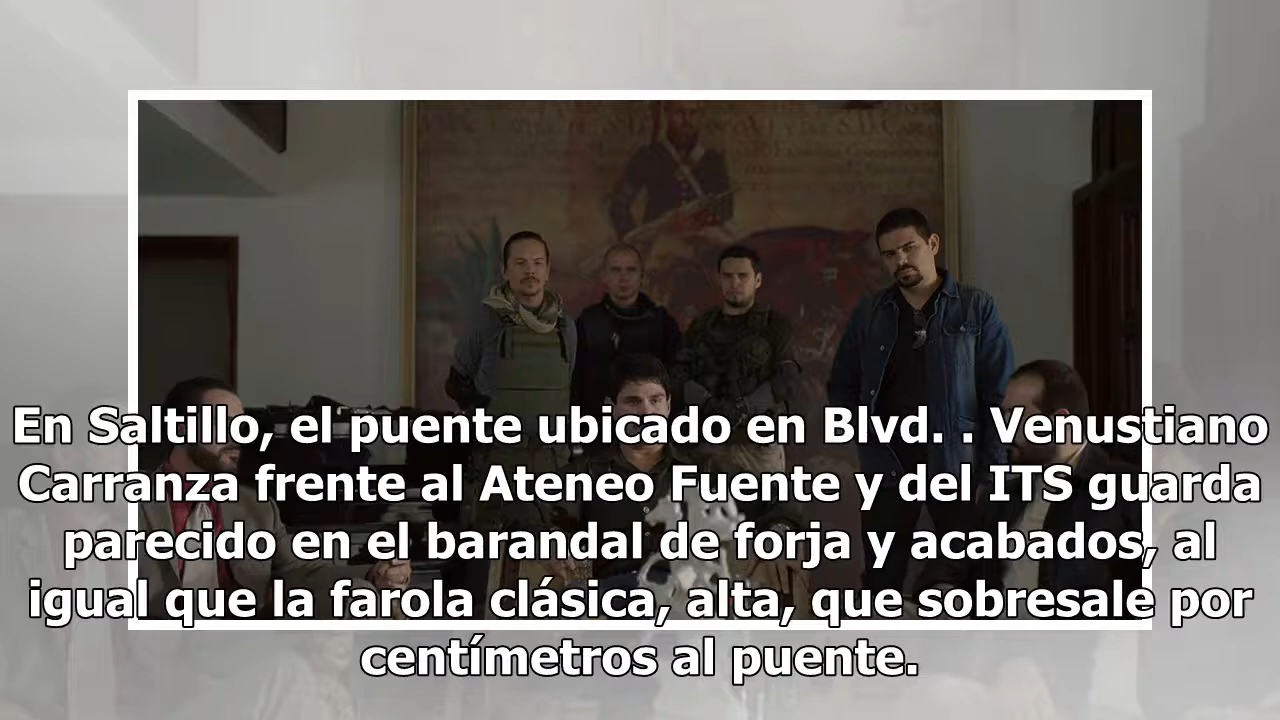 En Saltillo, el puente ubicado en Blvd. . Venustiano
Carranza frente al Ateneo Fuente y del ITS guarda
parecido en el barandal de forja y acabados, al
igual que la farola clásica, alta, que sobresale por
centímetros al puente.